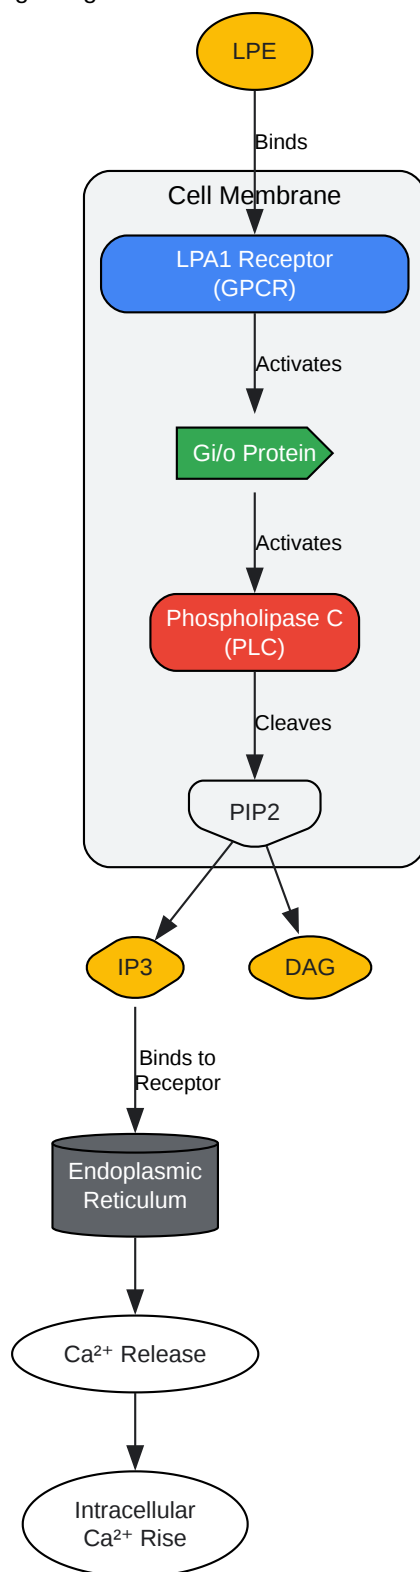 LPE
Binds
Cell Membrane
LPA1 Receptor
(GPCR)
Activates
Gi/o Protein
Activates
Phospholipase C
(PLC)
Cleaves
PIP2
IP3
DAG
Binds to
Receptor
Endoplasmic
Reticulum
Ca²⁺ Release
Intracellular
Ca²⁺ Rise